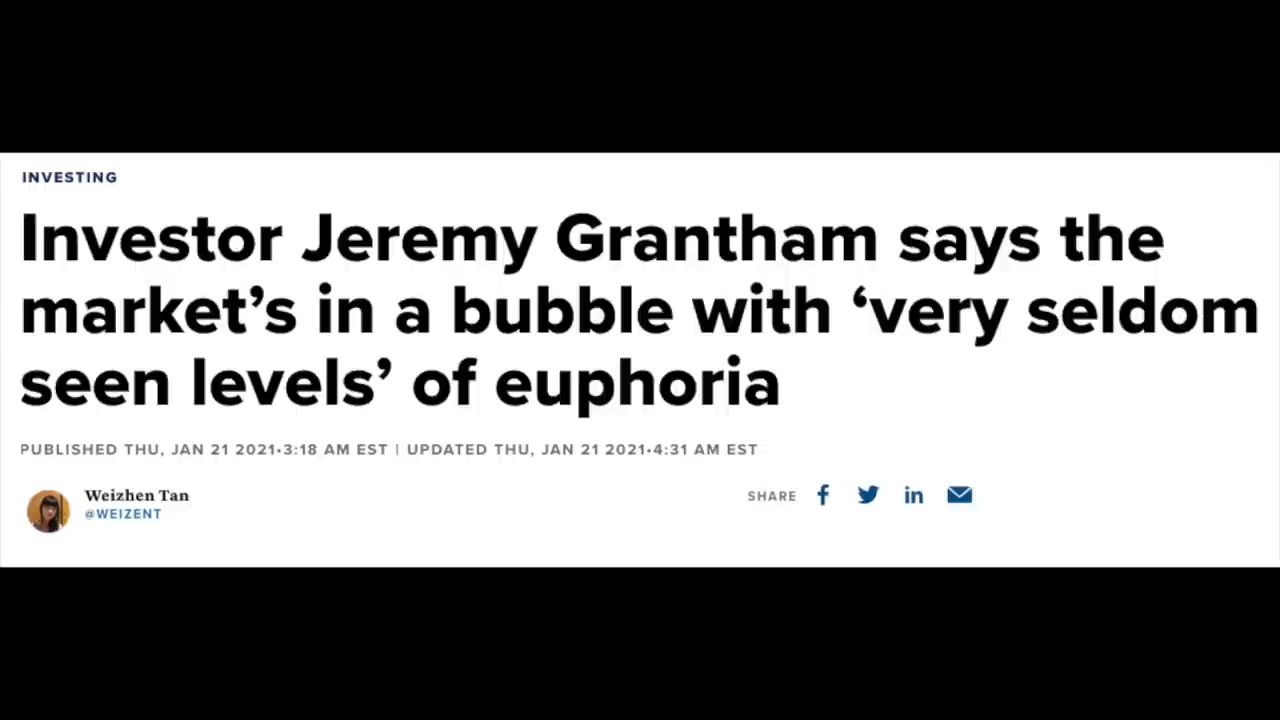 INVESTING
Investor Jeremy Grantham says the
market’s in a bubble with ‘very seldom
seen levels’ of euphoria
PUBLISHED THU, JAN 21 2021•3:18 AM EST | UPDATED THU, JAN 21 2021•4:31 AM EST
Weizhen Tan
@WEIZENT
SHARE